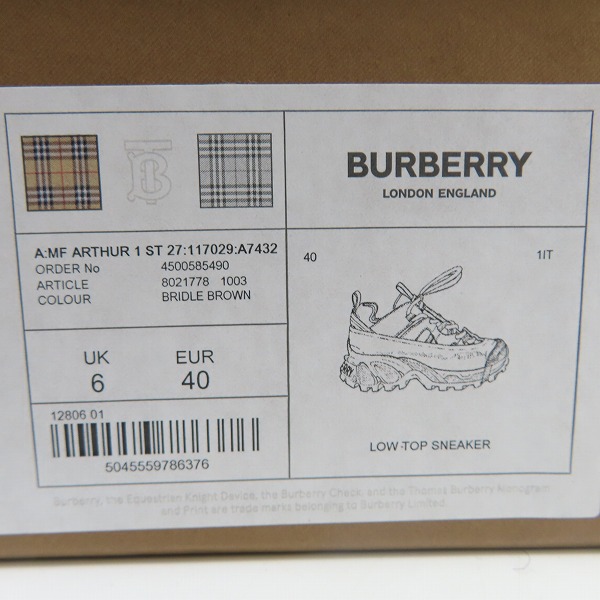 BURBERRY
LONDON ENGLAND
A:MF ARTHUR 1 ST 27:117029:A7432
ORDER No 4500585490
ARTICLE 8021778 1003
COLOUR BRIDLE BROWN
40 1IT
UK EUR
6 40
12806 01
5045559786376
LOW-TOP SNEAKER
Burberry, the Equestrian Knight Device, the Burberry Check, and the Thomas Burberry Monogram
and Print are trade marks belonging to Burberry Limited.